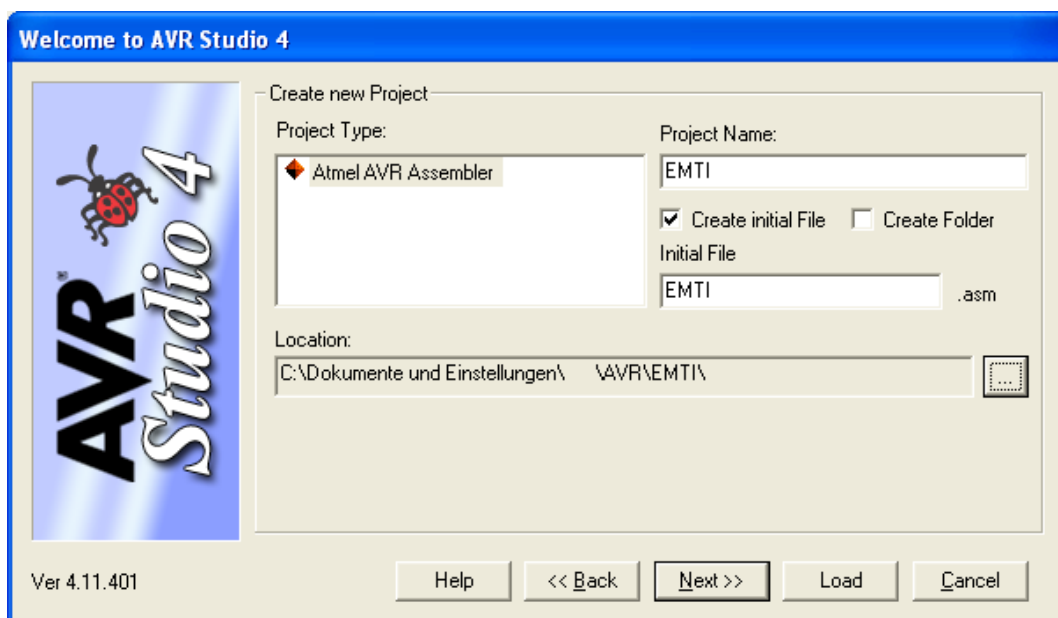 Welcome to AVR Studio 4
Create new Project
Project Type:
Atmel AVR Assembler
Project Name:
EMTI
Create initial File
Create Folder
Initial File
EMTI
.asm
Location:
C:\Dokumente und Einstellungen\ \AVR\EMTI\
...
AVR®
Studio 4
Ver 4.11.401
Help
<< Back
Next >>
Load
Cancel